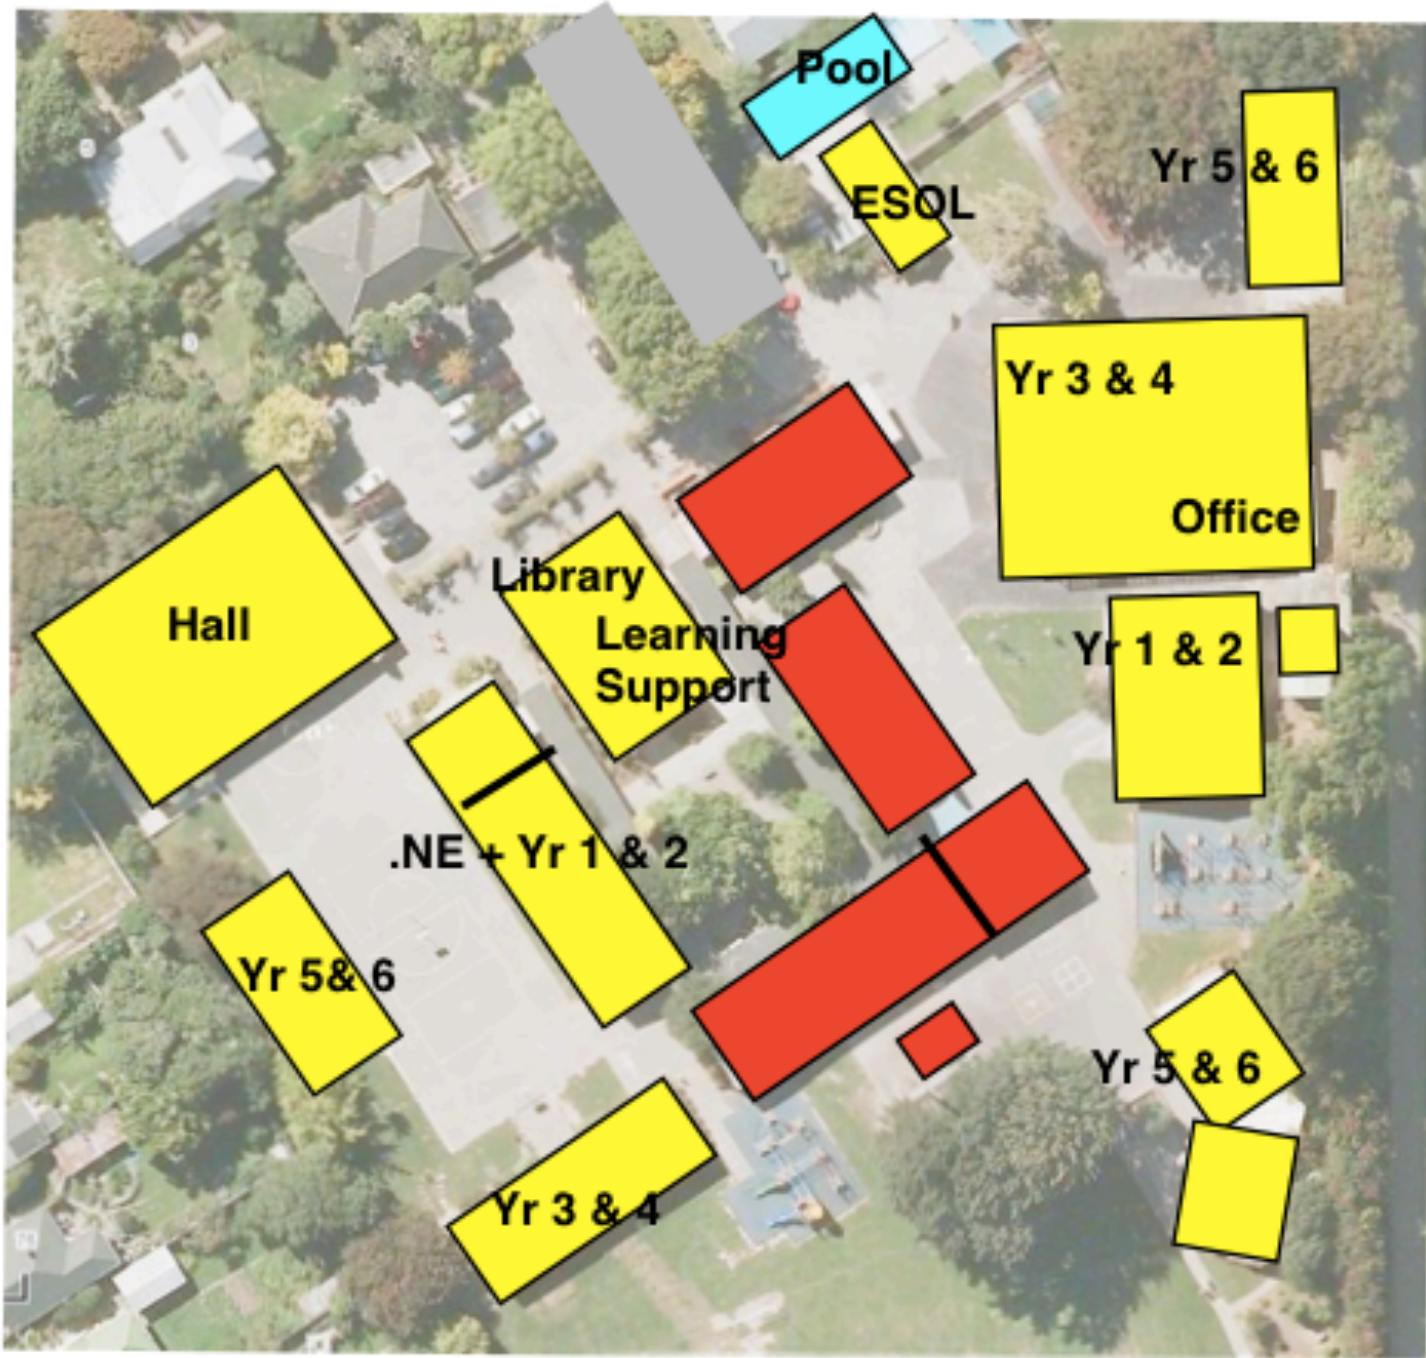 Pool
Yr 5 & 6
ESOL
Yr 3 & 4
Office
Library
Hall
Learning
Support
Yr 1 & 2
.NE + Yr 1 & 2
Yr 5& 6
Yr 5 & 6
Yr 3 & 4